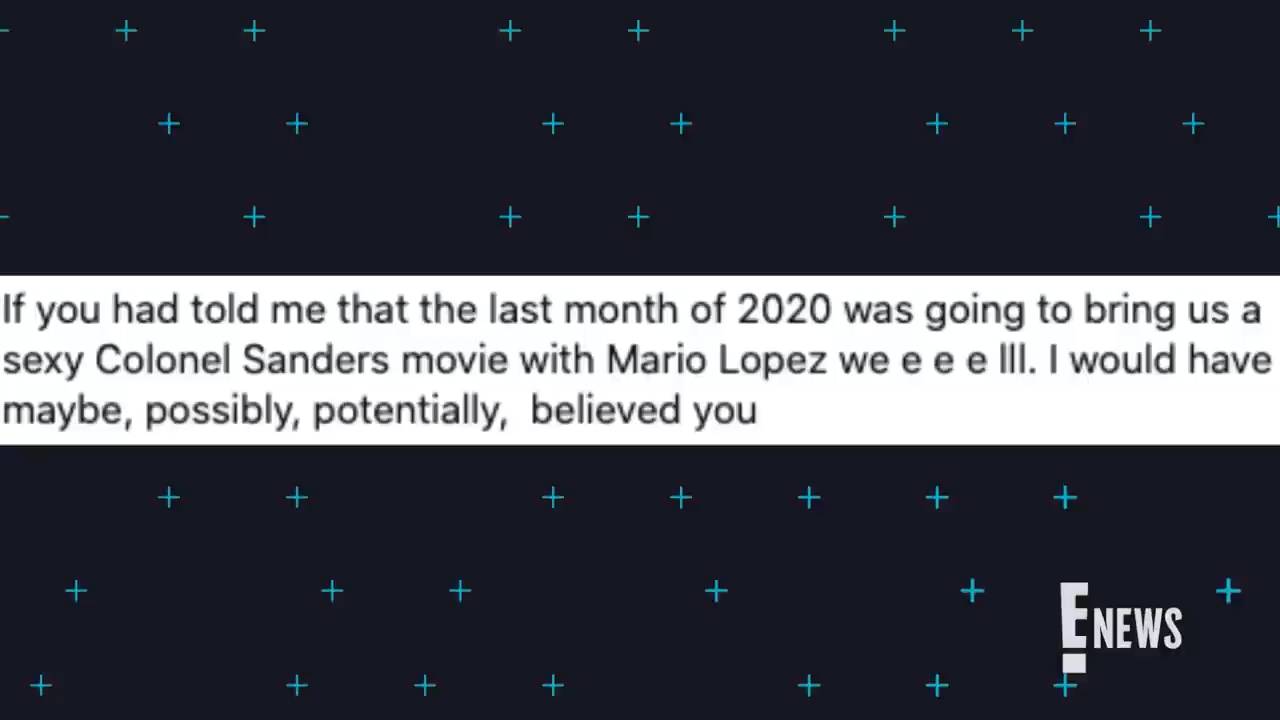 If you had told me that the last month of 2020 was going to bring us a
sexy Colonel Sanders movie with Mario Lopez we e e e lll. I would have
maybe, possibly, potentially,  believed you
E NEWS